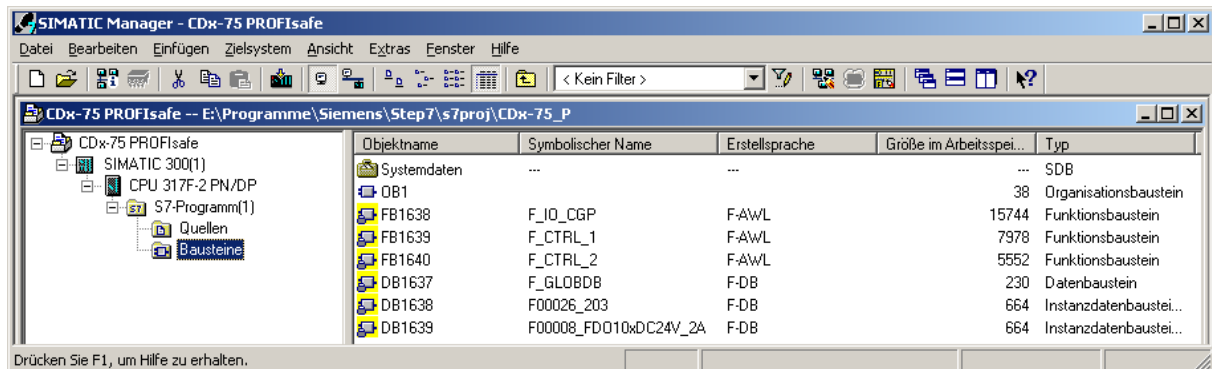 SIMATIC Manager - CDx-75 PROFIsafe
Datei Bearbeiten Einfügen Zielsystem Ansicht Extras Fenster Hilfe
< Kein Filter >
CDx-75 PROFIsafe -- E:\Programme\Siemens\Step7\s7proj\CDx-75_P
CDx-75 PROFIsafe
SIMATIC 300(1)
CPU 317F-2 PN/DP
S7-Programm(1)
Quellen
Bausteine
Objektname Symbolischer Name Erstellsprache Größe im Arbeitsspei... Typ
Systemdaten --- --- --- SDB
OB1 38 Organisationsbaustein
FB1638 F_IO_CGP F-AWL 15744 Funktionsbaustein
FB1639 F_CTRL_1 F-AWL 7978 Funktionsbaustein
FB1640 F_CTRL_2 F-AWL 5552 Funktionsbaustein
DB1637 F_GLOBDB F-DB 230 Datenbaustein
DB1638 F00026_203 F-DB 664 Instanzdatenbaustei...
DB1639 F00008_FDO10xDC24V_2A F-DB 664 Instanzdatenbaustei...
Drücken Sie F1, um Hilfe zu erhalten.